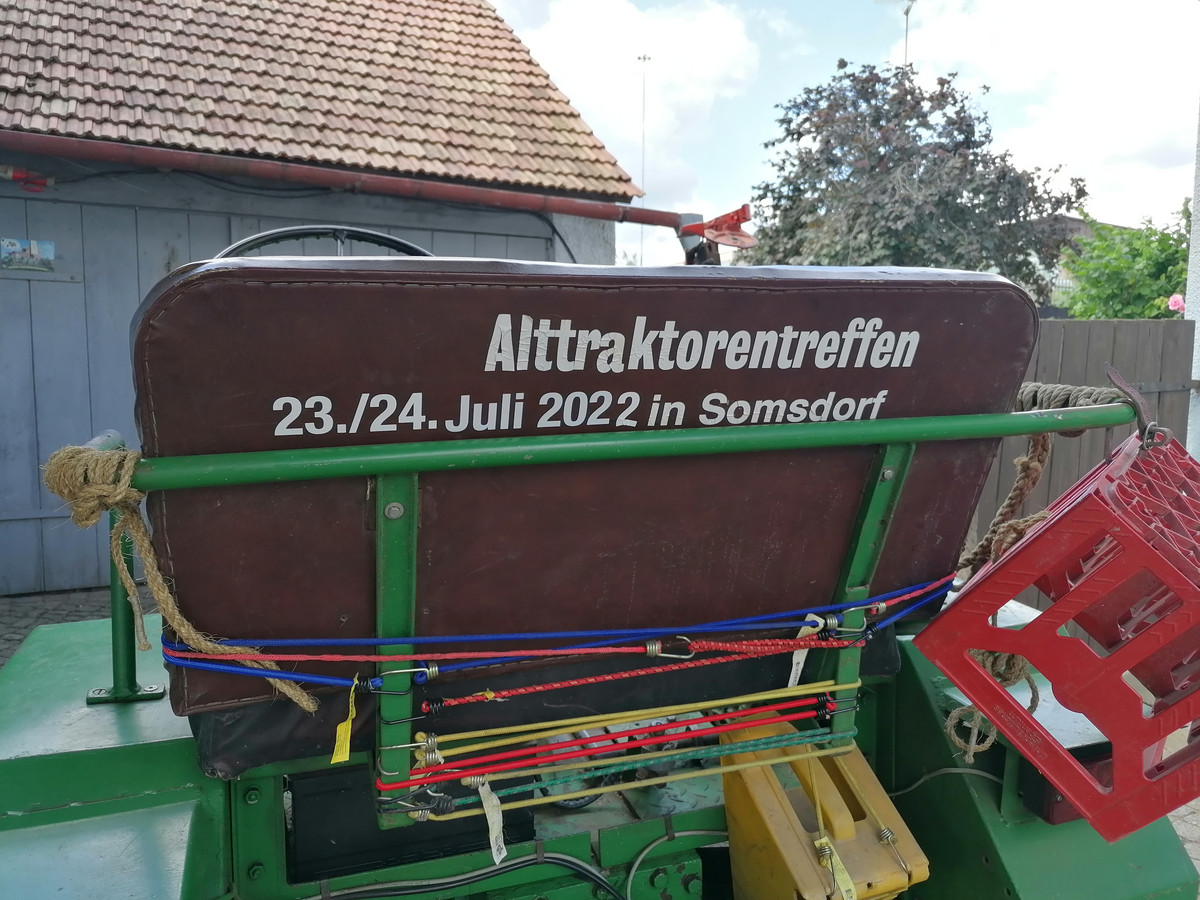 Alttraktorentreffen
23./24. Juli 2022 in Somsdorf